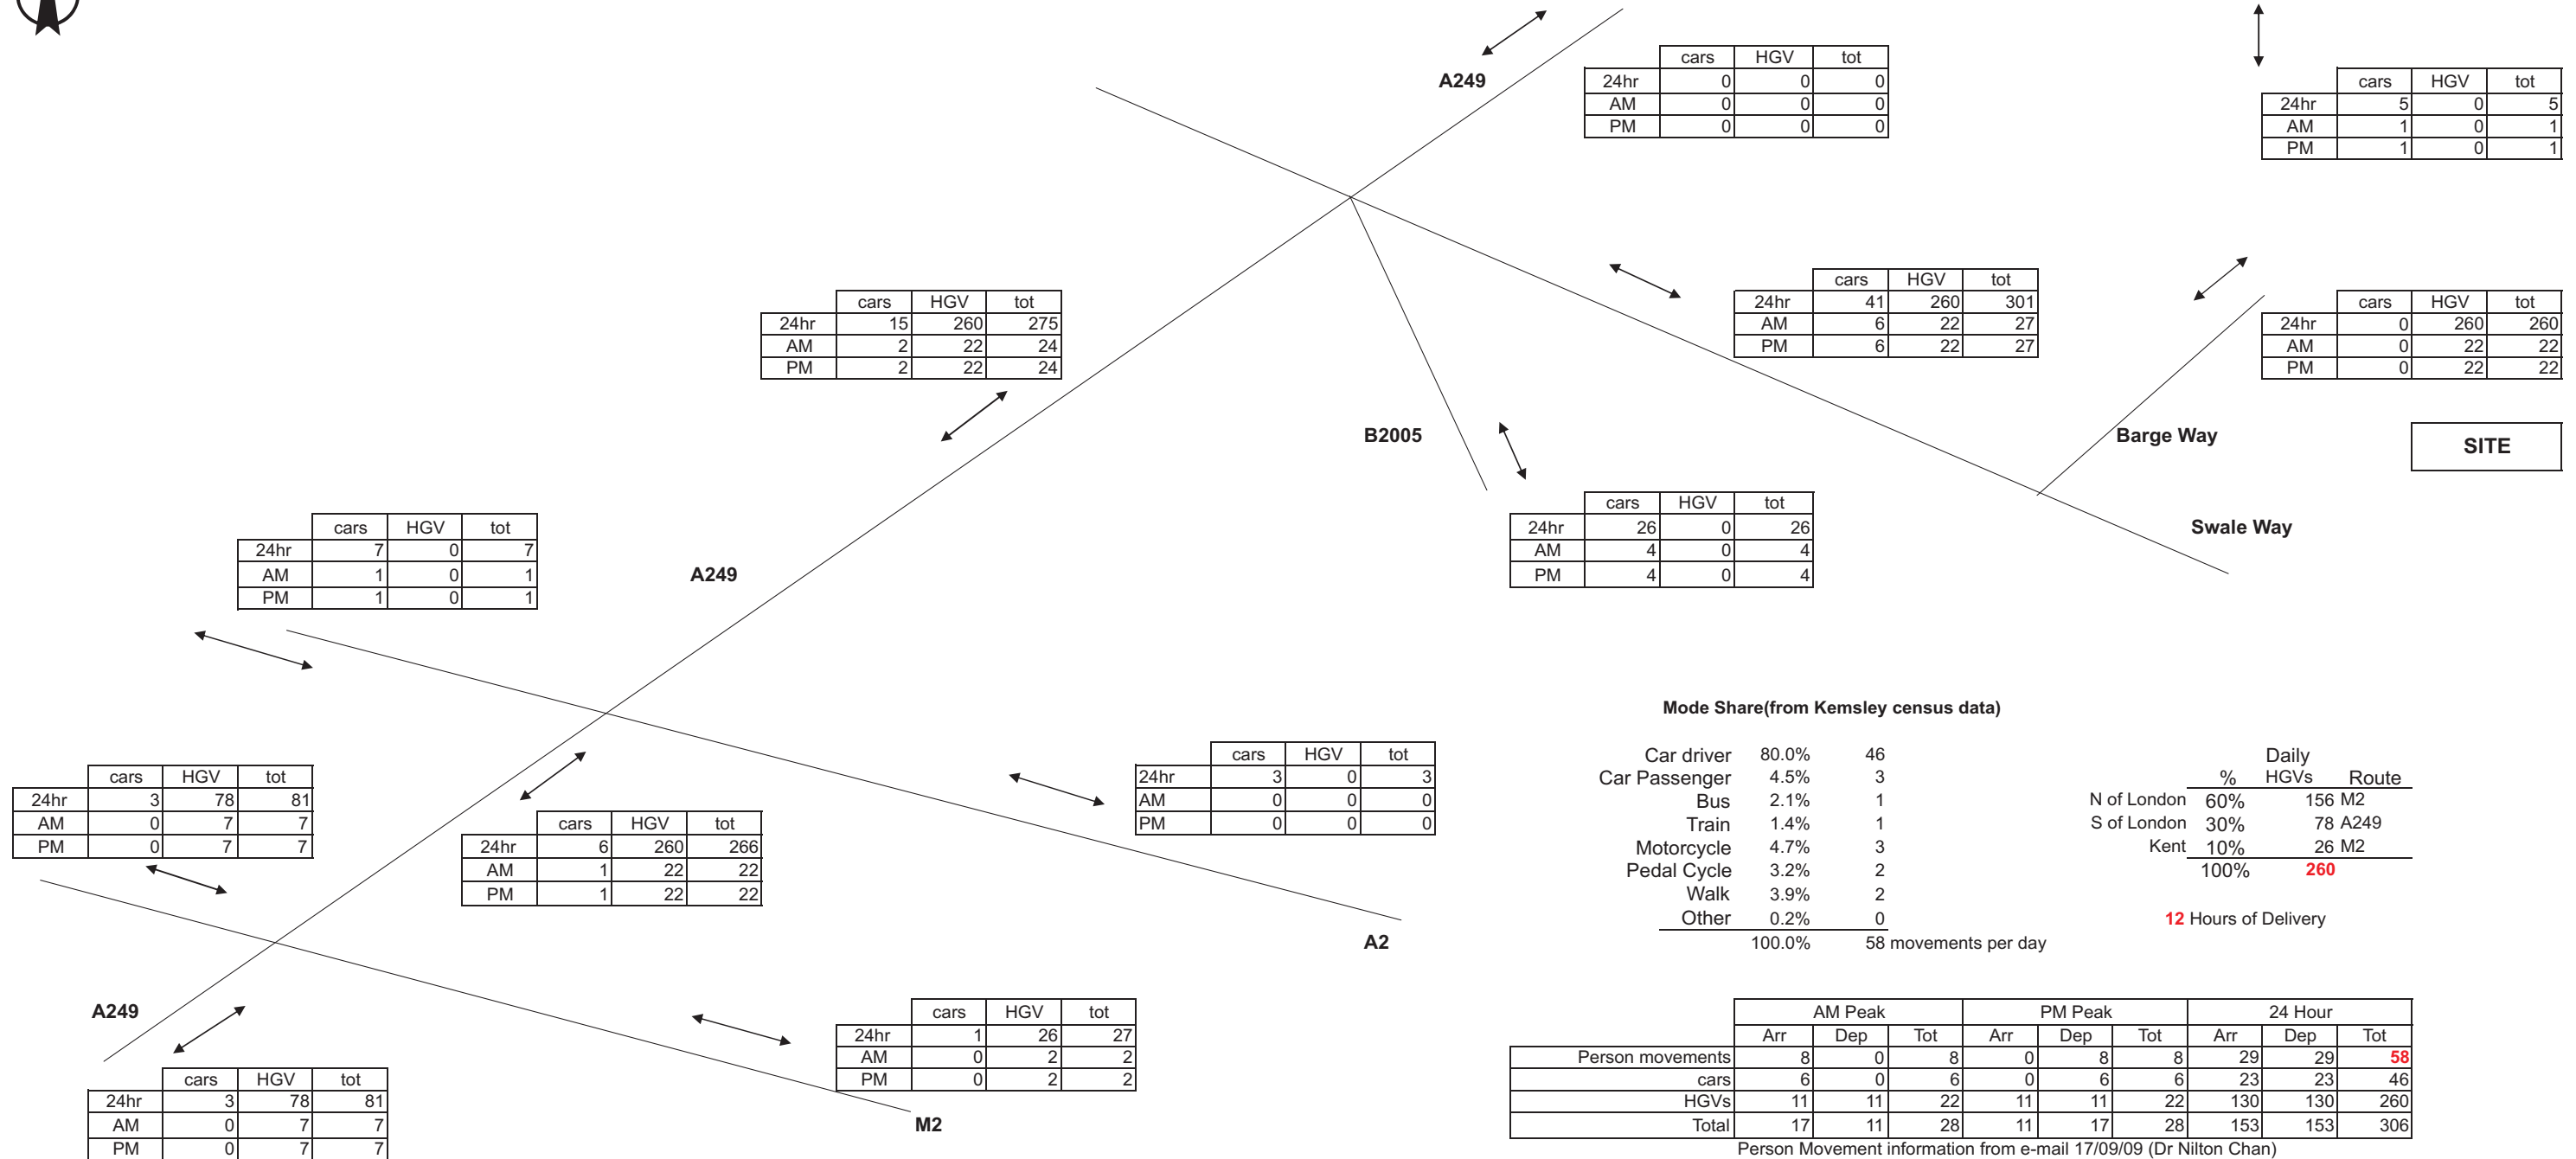 A249
cars HGV tot
24hr 0 0 0
AM 0 0 0
PM 0 0 0
cars HGV tot
24hr 5 0 5
AM 1 0 1
PM 1 0 1
cars HGV tot
24hr 15 260 275
AM 2 22 24
PM 2 22 24
cars HGV tot
24hr 41 260 301
AM 6 22 27
PM 6 22 27
cars HGV tot
24hr 0 260 260
AM 0 22 22
PM 0 22 22
B2005
Barge Way
SITE
Swale Way
cars HGV tot
24hr 26 0 26
AM 4 0 4
PM 4 0 4
cars HGV tot
24hr 7 0 7
AM 1 0 1
PM 1 0 1
A249
cars HGV tot
24hr 3 78 81
AM 0 7 7
PM 0 7 7
cars HGV tot
24hr 6 260 266
AM 1 22 22
PM 1 22 22
cars HGV tot
24hr 3 0 3
AM 0 0 0
PM 0 0 0
A2
A249
cars HGV tot
24hr 3 78 81
AM 0 7 7
PM 0 7 7
cars HGV tot
24hr 1 26 27
AM 0 2 2
PM 0 2 2
M2
Mode Share(from Kemsley census data)
Car driver 80.0% 46
Car Passenger 4.5% 3
Bus 2.1% 1
Train 1.4% 1
Motorcycle 4.7% 3
Pedal Cycle 3.2% 2
Walk 3.9% 2
Other 0.2% 0
100.0% 58 movements per day
Daily
% HGVs Route
N of London 60% 156 M2
S of London 30% 78 A249
Kent 10% 26 M2
100% 260
12 Hours of Delivery
AM Peak PM Peak 24 Hour
Arr Dep Tot Arr Dep Tot Arr Dep Tot
Person movements 8 0 8 0 8 8 29 29 58
cars 6 0 6 0 6 6 23 23 46
HGVs 11 11 22 11 11 22 130 130 260
Total 17 11 28 11 17 28 153 153 306
Person Movement information from e-mail 17/09/09 (Dr Nilton Chan)